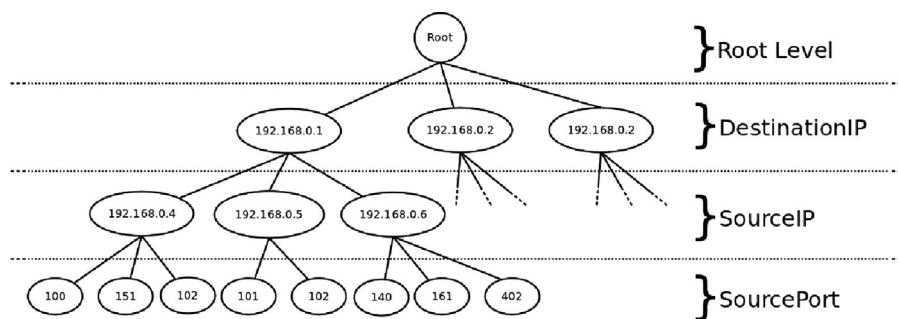 Root
Root Level
192.168.0.1
192.168.0.2
192.168.0.2
DestinationIP
192.168.0.4
192.168.0.5
192.168.0.6
SourceIP
100
151
102
101
102
140
161
402
SourcePort